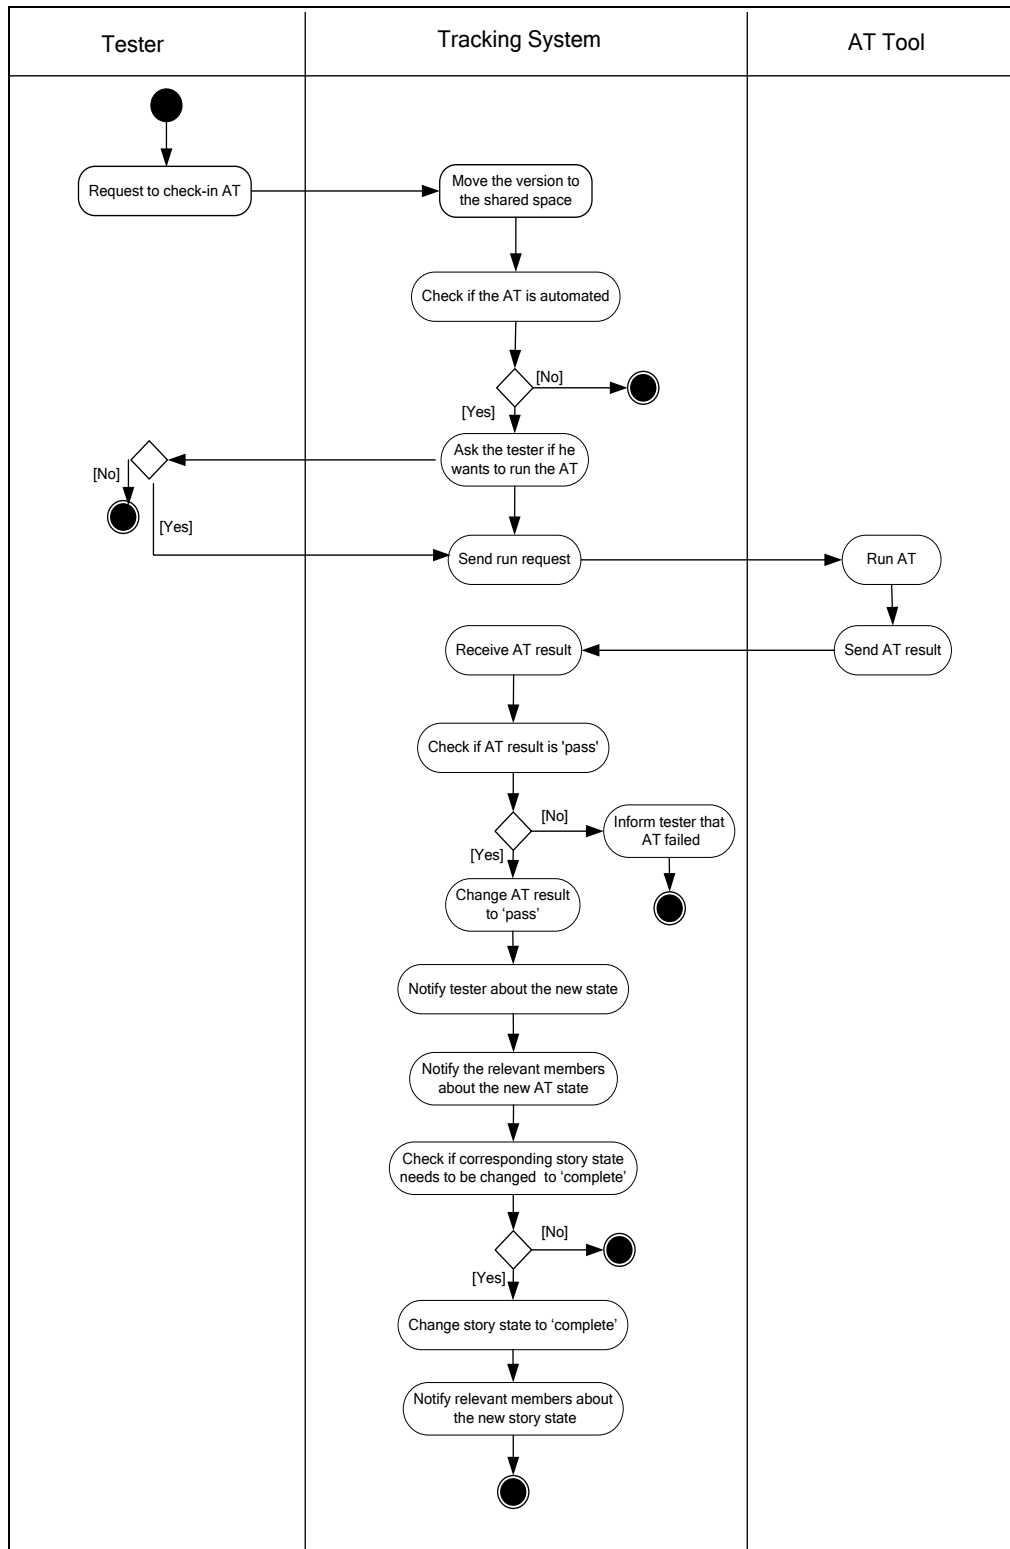 Tester
Tracking System
AT Tool
Request to check-in AT
Move the version to
the shared space
Check if the AT is automated
[No]
[Yes]
Ask the tester if he
wants to run the AT
[No]
[Yes]
Send run request
Run AT
Receive AT result
Send AT result
Check if AT result is 'pass'
[No]
Inform tester that
AT failed
[Yes]
Change AT result
to ‘pass’
Notify tester about the new state
Notify the relevant members
about the new AT state
Check if corresponding story state
needs to be changed to ‘complete’
[No]
[Yes]
Change story state to ‘complete’
Notify relevant members about
the new story state